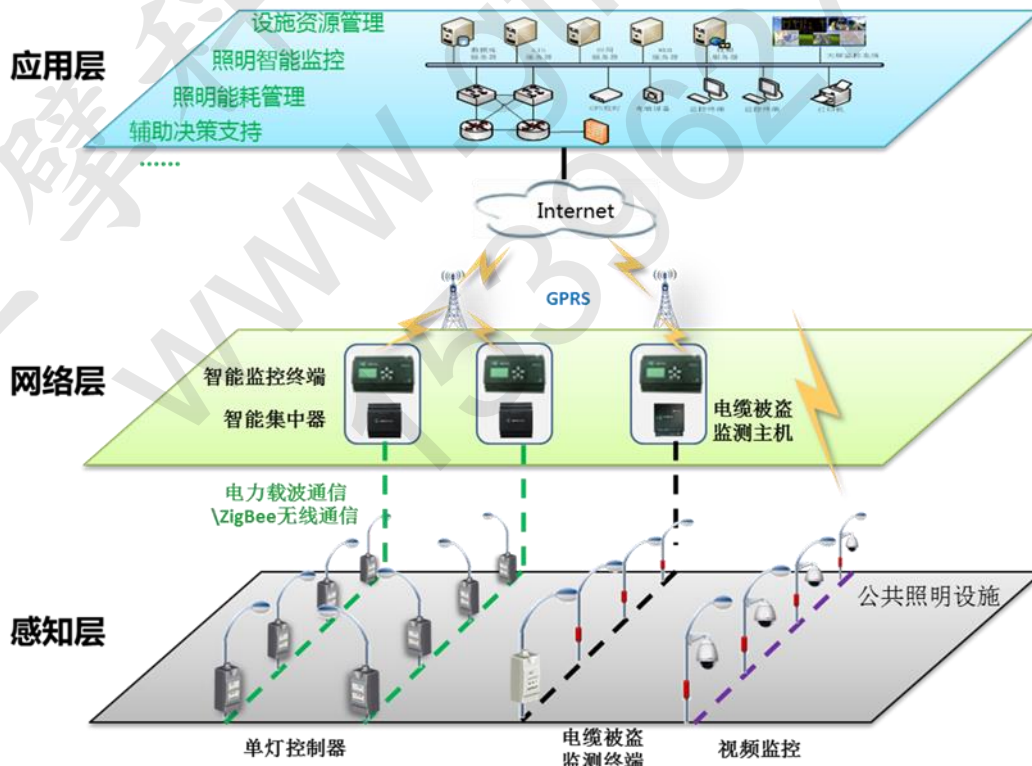 设施资源管理
应用层
照明智能监控
照明能耗管理
辅助决策支持
......
Internet
GPRS
网络层
智能监控终端
智能集中器
电缆被盗
监测主机
电力载波通信
\ZigBee无线通信
公共照明设施
感知层
单灯控制器
电缆被盗
监测终端
视频监控
www.
153962